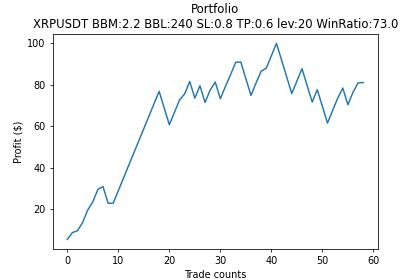 Portfolio
XRPUSDT BBM:2.2 BBL:240 SL:0.8 TP:0.6 lev:20 WinRatio:73.0
100
80
60
40
20
Profit ($)
0 10 20 30 40 50 60
Trade counts